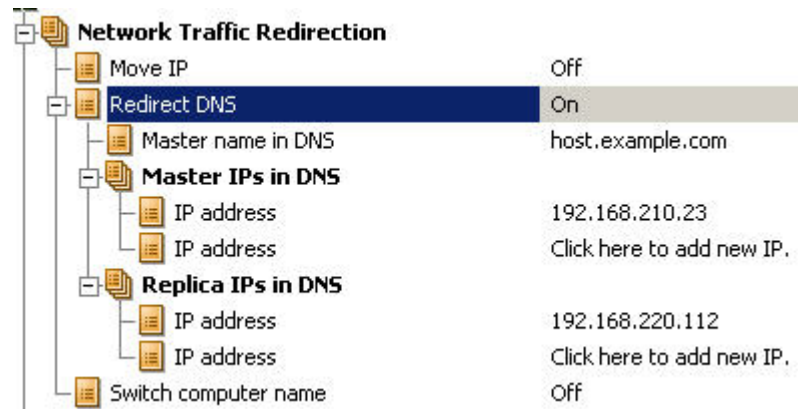 Network Traffic Redirection
Move IP Off
Redirect DNS On
Master name in DNS host.example.com
Master IPs in DNS
IP address 192.168.210.23
IP address Click here to add new IP.
Replica IPs in DNS
IP address 192.168.220.112
IP address Click here to add new IP.
Switch computer name Off